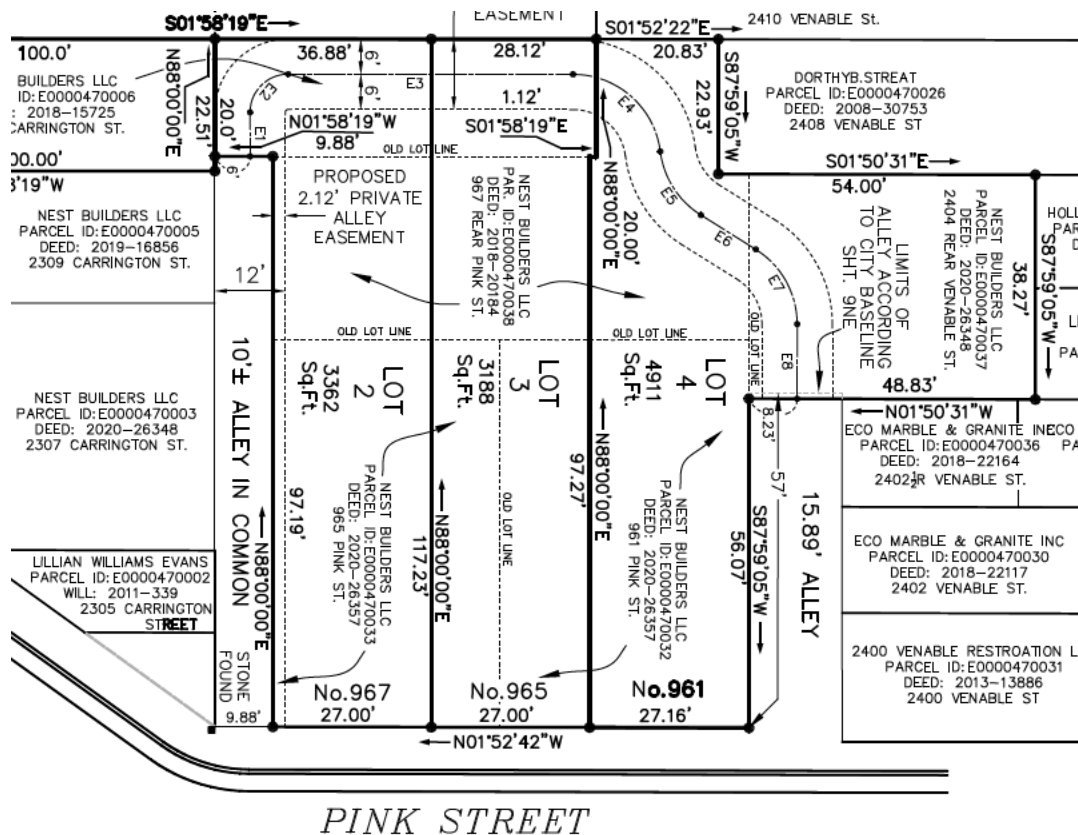 EASEMENT
S01°58'19"E
S01°52'22"E
2410 VENABLE St.
100.0'
N88°00'00"E
22.51'
20.0'
36.88'
6'
6'
28.12'
20.83'
S87°59'05"W
22.93'
BUILDERS LLC
ID:E0000470006
: 2018-15725
CARRINGTON ST.
DORTHYB.STREAT
PARCEL ID:E0000470026
DEED: 2008-30753
2408 VENABLE ST
E1
E2
E3
E4
E5
E6
E7
E8
1.12'
N01°58'19"W
9.88'
S01°58'19"E
OLD LOT LINE
00.00'
3'19"W
6'
S01°50'31"E
54.00'
N88°00'00"E
20.00'
PROPOSED
2.12' PRIVATE
ALLEY
EASEMENT
NEST BUILDERS LLC
PAR. ID:E0000470038
DEED: 2018-20184
967 REAR PINK ST.
NEST BUILDERS LLC
PARCEL ID:E0000470005
DEED: 2019-16856
2309 CARRINGTON ST.
12'
LIMITS OF
ALLEY ACCORDING
TO CITY BASELINE
SHT. 9NE
NEST BUILDERS LLC
PARCEL ID:E0000470037
DEED: 2020-26348
2404 REAR VENABLE ST.
S87°59'05"W
38.27'
HOLL
PAR
D
L
PA
OLD LOT LINE
OLD LOT LINE
OLD LOT LINE
10'± ALLEY IN COMMON
LOT
2
3362
Sq.Ft.
LOT
3
3188
Sq.Ft.
LOT
4
4911
Sq.Ft.
48.83'
N01°50'31"W
8.23'
NEST BUILDERS LLC
PARCEL ID:E0000470003
DEED: 2020-26348
2307 CARRINGTON ST.
ECO MARBLE & GRANITE INC
ECO
PARCEL ID:E0000470036
PA
DEED: 2018-22164
2402½R VENABLE ST.
97.19'
N88°00'00"E
NEST BUILDERS LLC
PARCEL ID:E0000470033
DEED: 2020-26357
965 PINK ST.
117.23'
N88°00'00"E
OLD LOT LINE
97.27'
N88°00'00"E
NEST BUILDERS LLC
PARCEL ID:E0000470032
DEED: 2020-26357
961 PINK ST.
56.07'
S87°59'05"W
57'
15.89' ALLEY
ECO MARBLE & GRANITE INC
PARCEL ID:E0000470030
DEED: 2018-22117
2402 VENABLE ST.
LILLIAN WILLIAMS EVANS
PARCEL ID:E0000470002
WILL: 2011-339
2305 CARRINGTON
STREET
2400 VENABLE RESTROATION L
PARCEL ID:E0000470031
DEED: 2013-13886
2400 VENABLE ST
STONE
FOUND
9.88'
No.967
27.00'
No.965
27.00'
No.961
27.16'
N01°52'42"W
PINK STREET